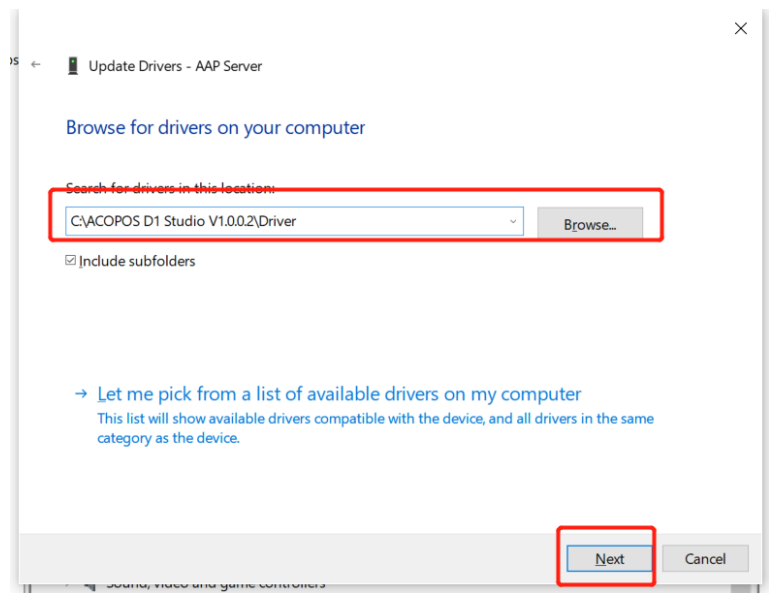 Update Drivers - AAP Server
Browse for drivers on your computer
Search for drivers in this location:
C:\ACOPOS D1 Studio V1.0.0.2\Driver
Browse...
Include subfolders
→ Let me pick from a list of available drivers on my computer
This list will show available drivers compatible with the device, and all drivers in the same
category as the device.
Next
Cancel
Sound, video and game controllers